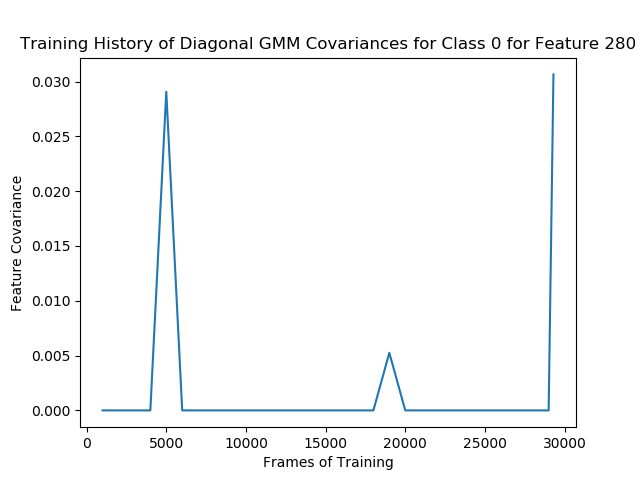 Training History of Diagonal GMM Covariances for Class 0 for Feature 280
0.030
0.025
0.020
0.015
0.010
0.005
0.000
Feature Covariance
0 5000 10000 15000 20000 25000 30000
Frames of Training